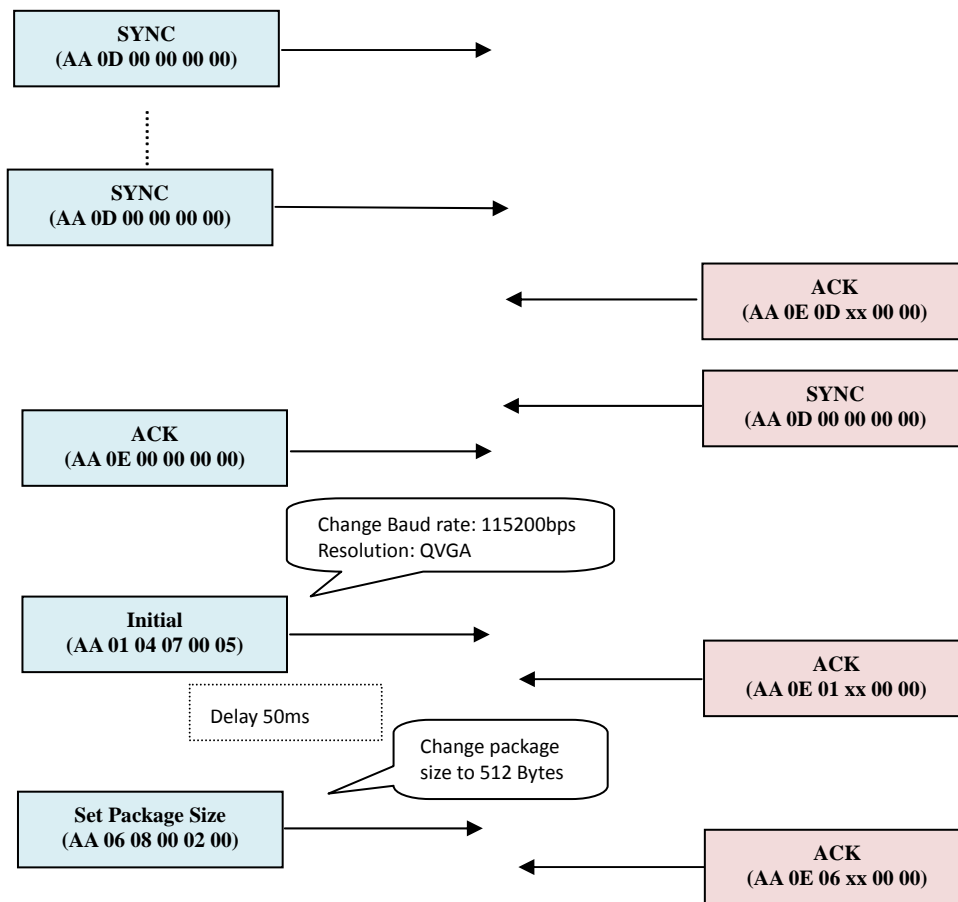 SYNC
(AA 0D 00 00 00 00)
SYNC
(AA 0D 00 00 00 00)
ACK
(AA 0E 0D xx 00 00)
SYNC
(AA 0D 00 00 00 00)
ACK
(AA 0E 00 00 00 00)
Change Baud rate: 115200bps
Resolution: QVGA
Initial
(AA 01 04 07 00 05)
ACK
(AA 0E 01 xx 00 00)
Delay 50ms
Change package
size to 512 Bytes
Set Package Size
(AA 06 08 00 02 00)
ACK
(AA 0E 06 xx 00 00)